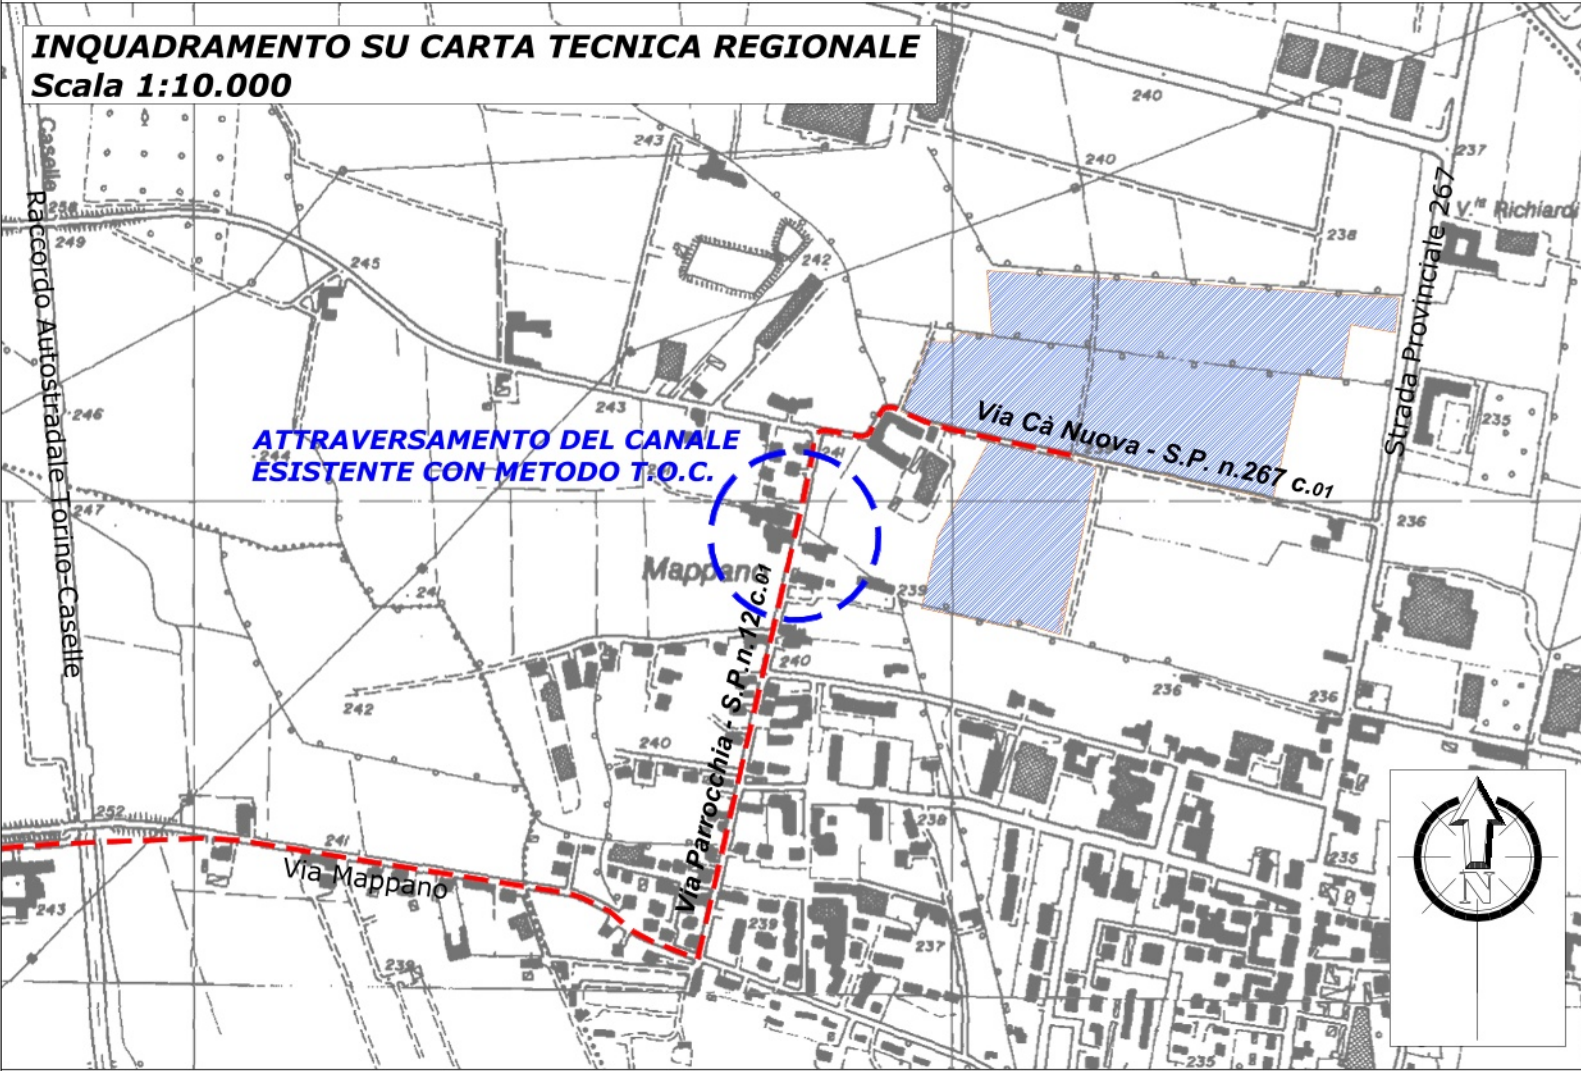 INQUADRAMENTO SU CARTA TECNICA REGIONALE
Scala 1:10.000
240
243
Caselle
237
240
Raccordo Autostradale Torino-Caselle
258
V.ta Richiardi
Strada Provinciale 267
249
238
245
242
246
243
Via Cà Nuova - S.P. n.267 c.01
235
ATTRAVERSAMENTO DEL CANALE
ESISTENTE CON METODO T.O.C.
241
244
247
236
Mappano
239
Via Parrocchia - S.P.n.12 c.01
240
236
236
242
240
252
238
241
235
Via Mappano
243
239
237
239
N
235